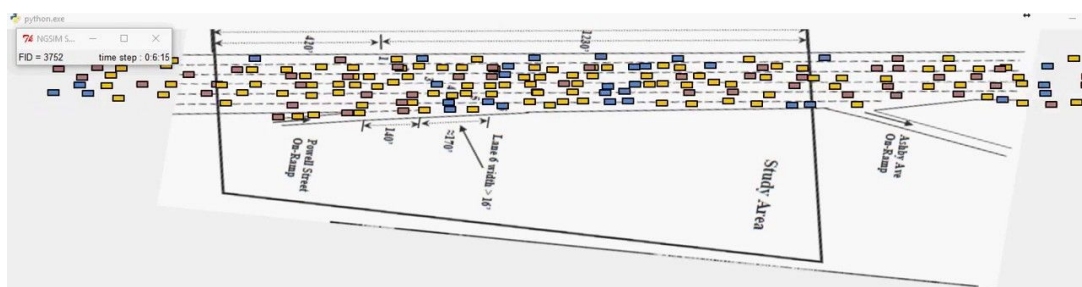 python.exe
NGSIM S...
FID = 3752
time step : 0:6:15
420'
1230'
140'
≈170'
Powell Street
On-Ramp
Lane 6 width > 16'
Study Area
Ashby Ave
On-Ramp